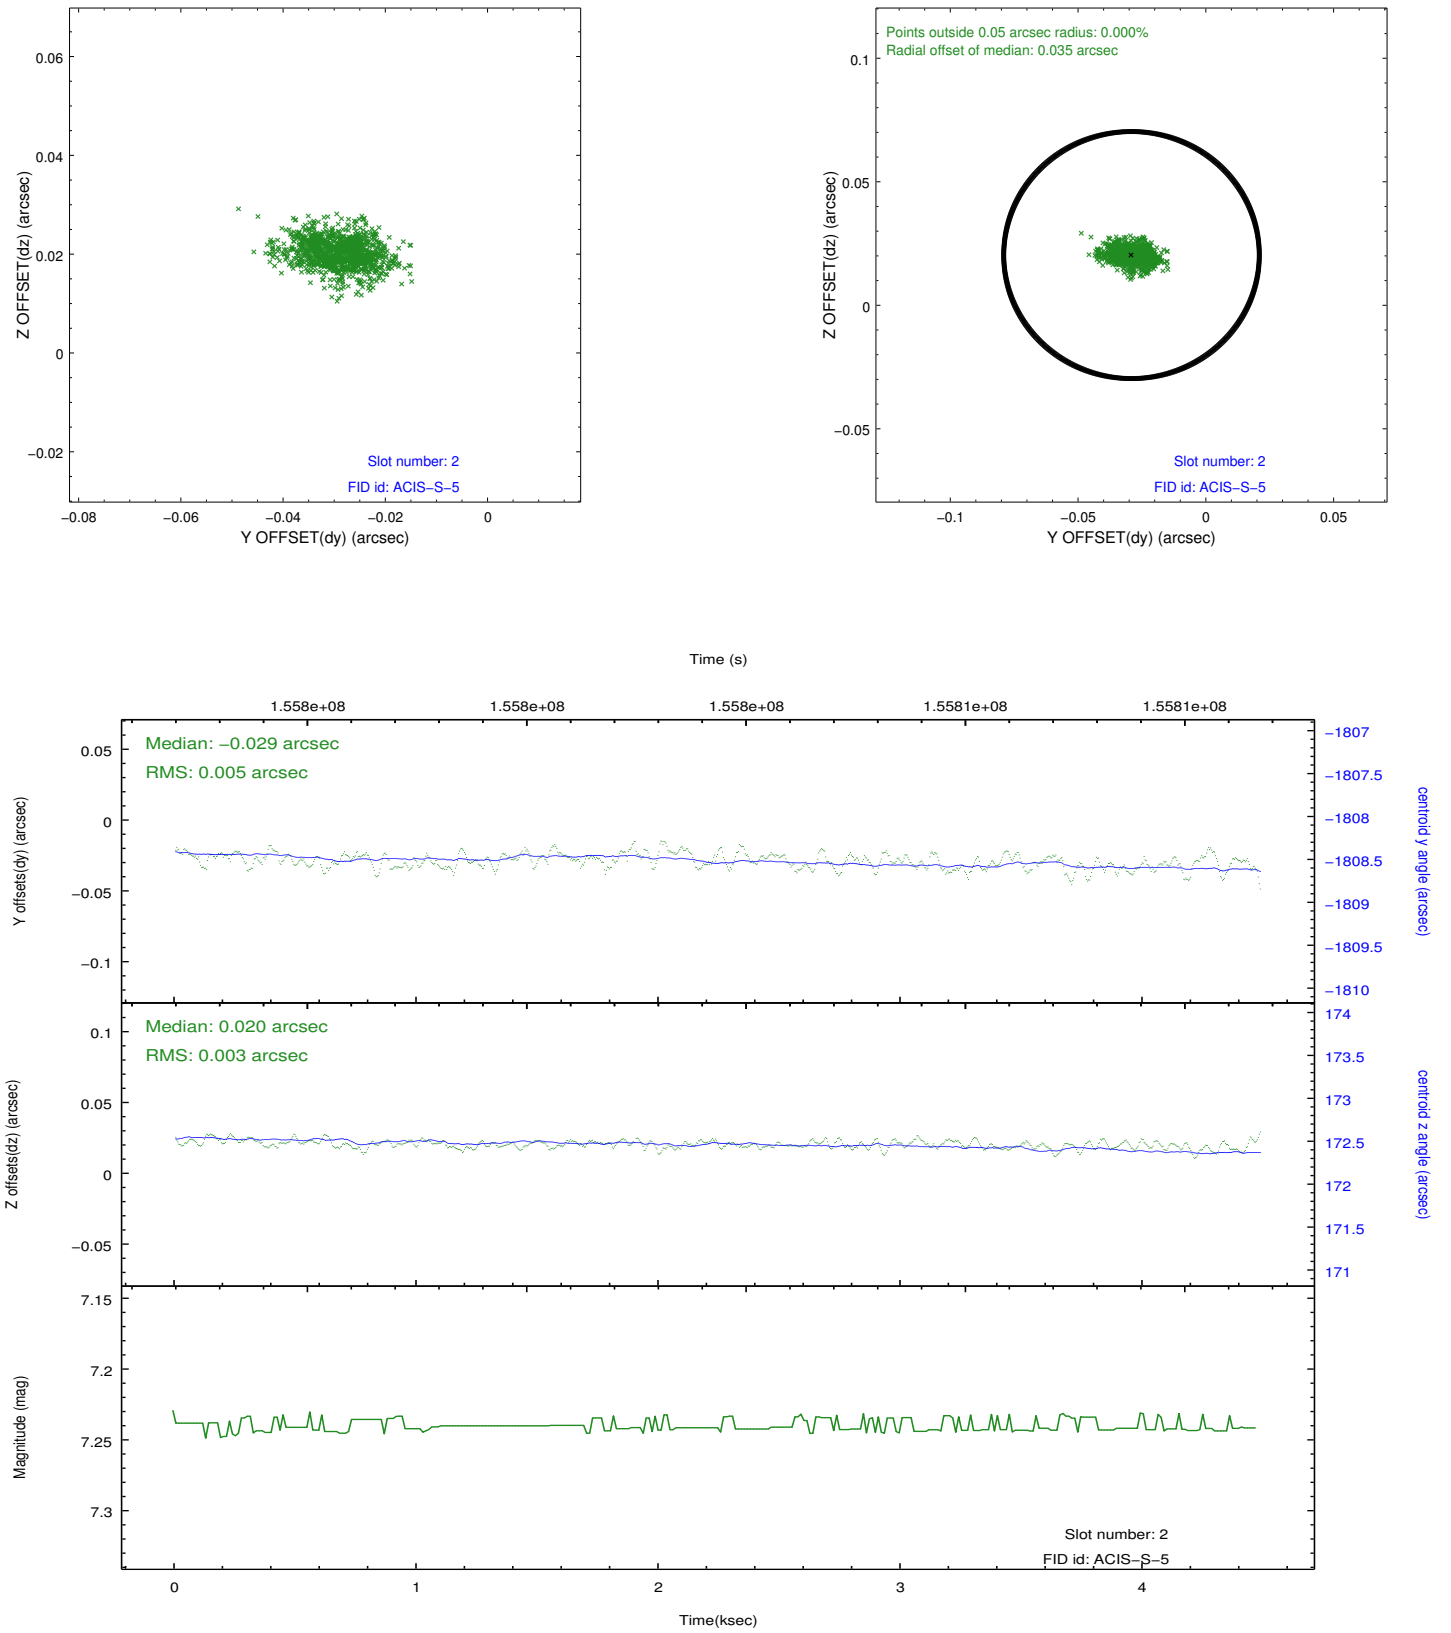 0.06
0.04
0.02
0
−0.02
−0.08
−0.06
−0.04
−0.02
0
Z OFFSET(dz) (arcsec)
Y OFFSET(dy) (arcsec)
Slot number: 2
FID id: ACIS−S−5
Points outside 0.05 arcsec radius: 0.000%
Radial offset of median: 0.035 arcsec
0.1
0.05
0
−0.05
−0.1
−0.05
0
0.05
Z OFFSET(dz) (arcsec)
Y OFFSET(dy) (arcsec)
Slot number: 2
FID id: ACIS−S−5
Time (s)
1.558e+08
1.558e+08
1.558e+08
1.5581e+08
1.5581e+08
Median: −0.029 arcsec
RMS: 0.005 arcsec
0.05
0
−0.05
−0.1
Y offsets(dy) (arcsec)
−1807
−1807.5
−1808
−1808.5
−1809
−1809.5
−1810
centroid y angle (arcsec)
Median: 0.020 arcsec
RMS: 0.003 arcsec
0.1
0.05
0
−0.05
Z offsets(dz) (arcsec)
174
173.5
173
172.5
172
171.5
171
centroid z angle (arcsec)
7.15
7.2
7.25
7.3
Magnitude (mag)
Slot number: 2
FID id: ACIS−S−5
0
1
2
3
4
Time(ksec)